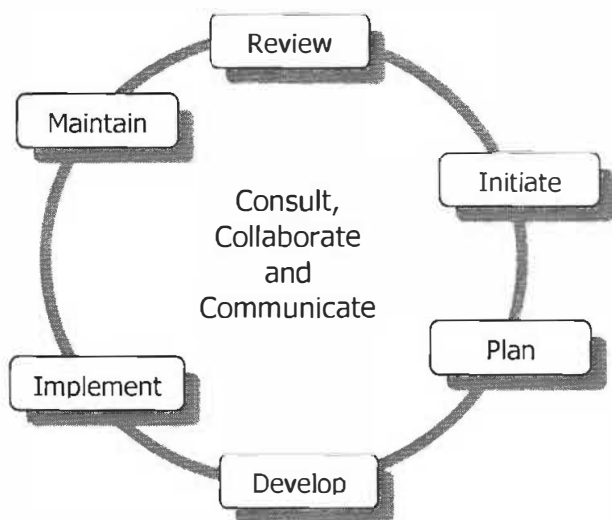 Review
Maintain
Initiate
Consult,
Collaborate
and
Communicate
Plan
Implement
Develop